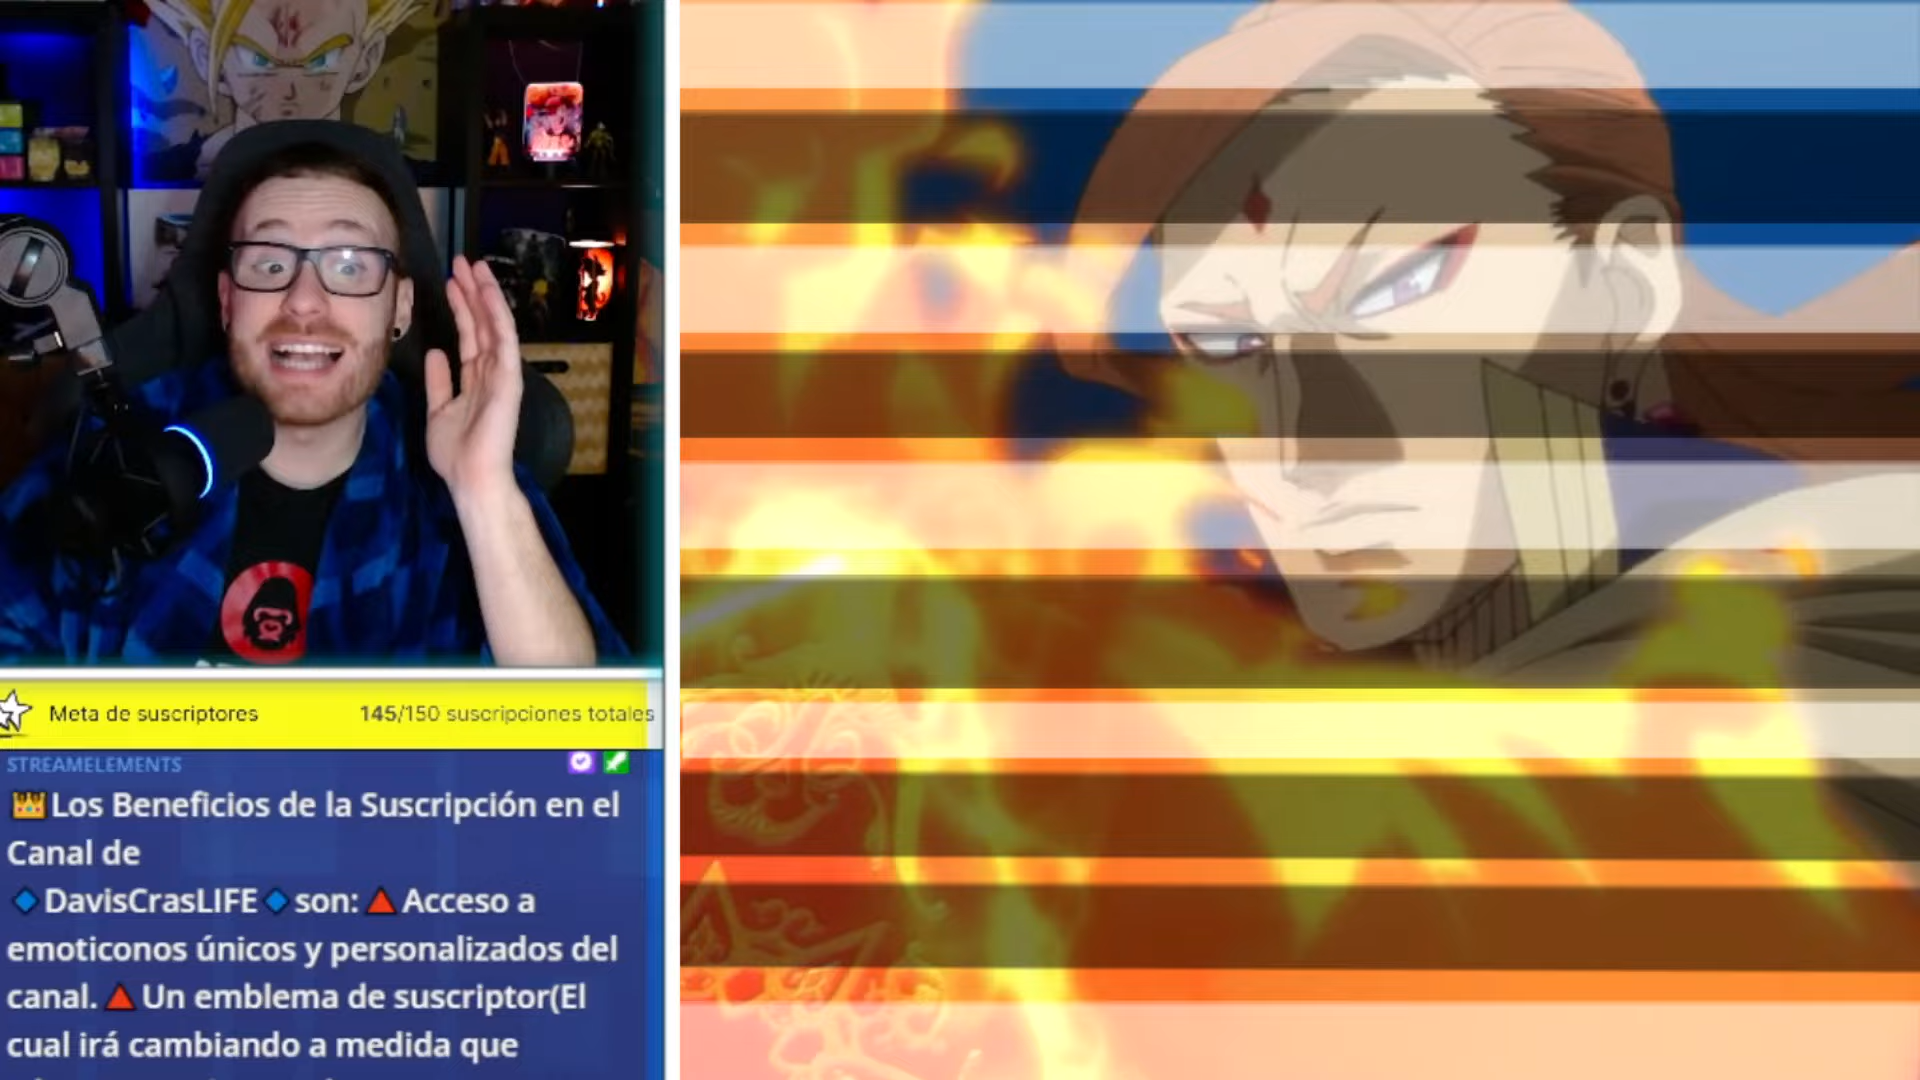 Meta de suscriptores 145/150 suscripciones totales
STREAMELEMENTS
👑Los Beneficios de la Suscripción en el
Canal de
🔹DavisCrasLIFE🔹son:🔺Acceso a
emoticonos únicos y personalizados del
canal.🔺Un emblema de suscriptor(El
cual irá cambiando a medida que